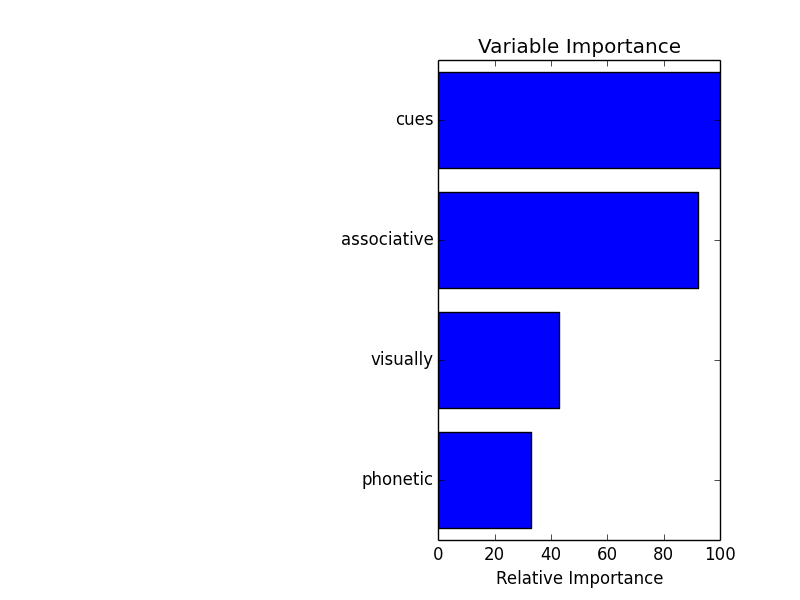 Variable Importance
cues
associative
visually
phonetic
0 20 40 60 80 100
Relative Importance